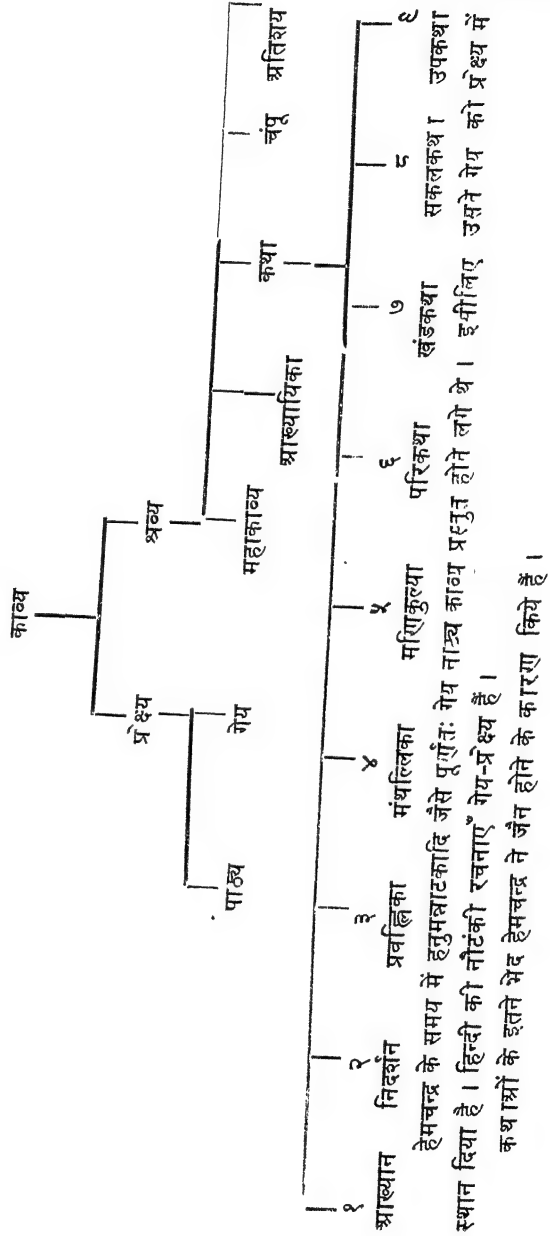 काव्य
प्रेक्ष्य श्रव्य
पाठ्य गेय महाकाव्य आख्यायिका कथा चंपू अतिशय
१ २ ३ ४ ५ ६ ७ ८ ९
आख्यान निदर्शन प्रवह्लिका मंथल्लिका मणिकुल्या परिकथा खंडकथा सकलकथा उपकथा
हेमचन्द्र के समय में हनुमन्नाटकादि जैसे पूर्णतः गेय नाट्य काव्य प्रस्तुत होने लगे थे । इसीलिए उसने गेय को प्रेक्ष्य में
स्थान दिया है । हिन्दी की नौटंकी रचनाएँ गेय-प्रेक्ष्य हैं ।
कथाओं के इतने भेद हेमचन्द्र ने जैन होने के कारण किये हैं ।